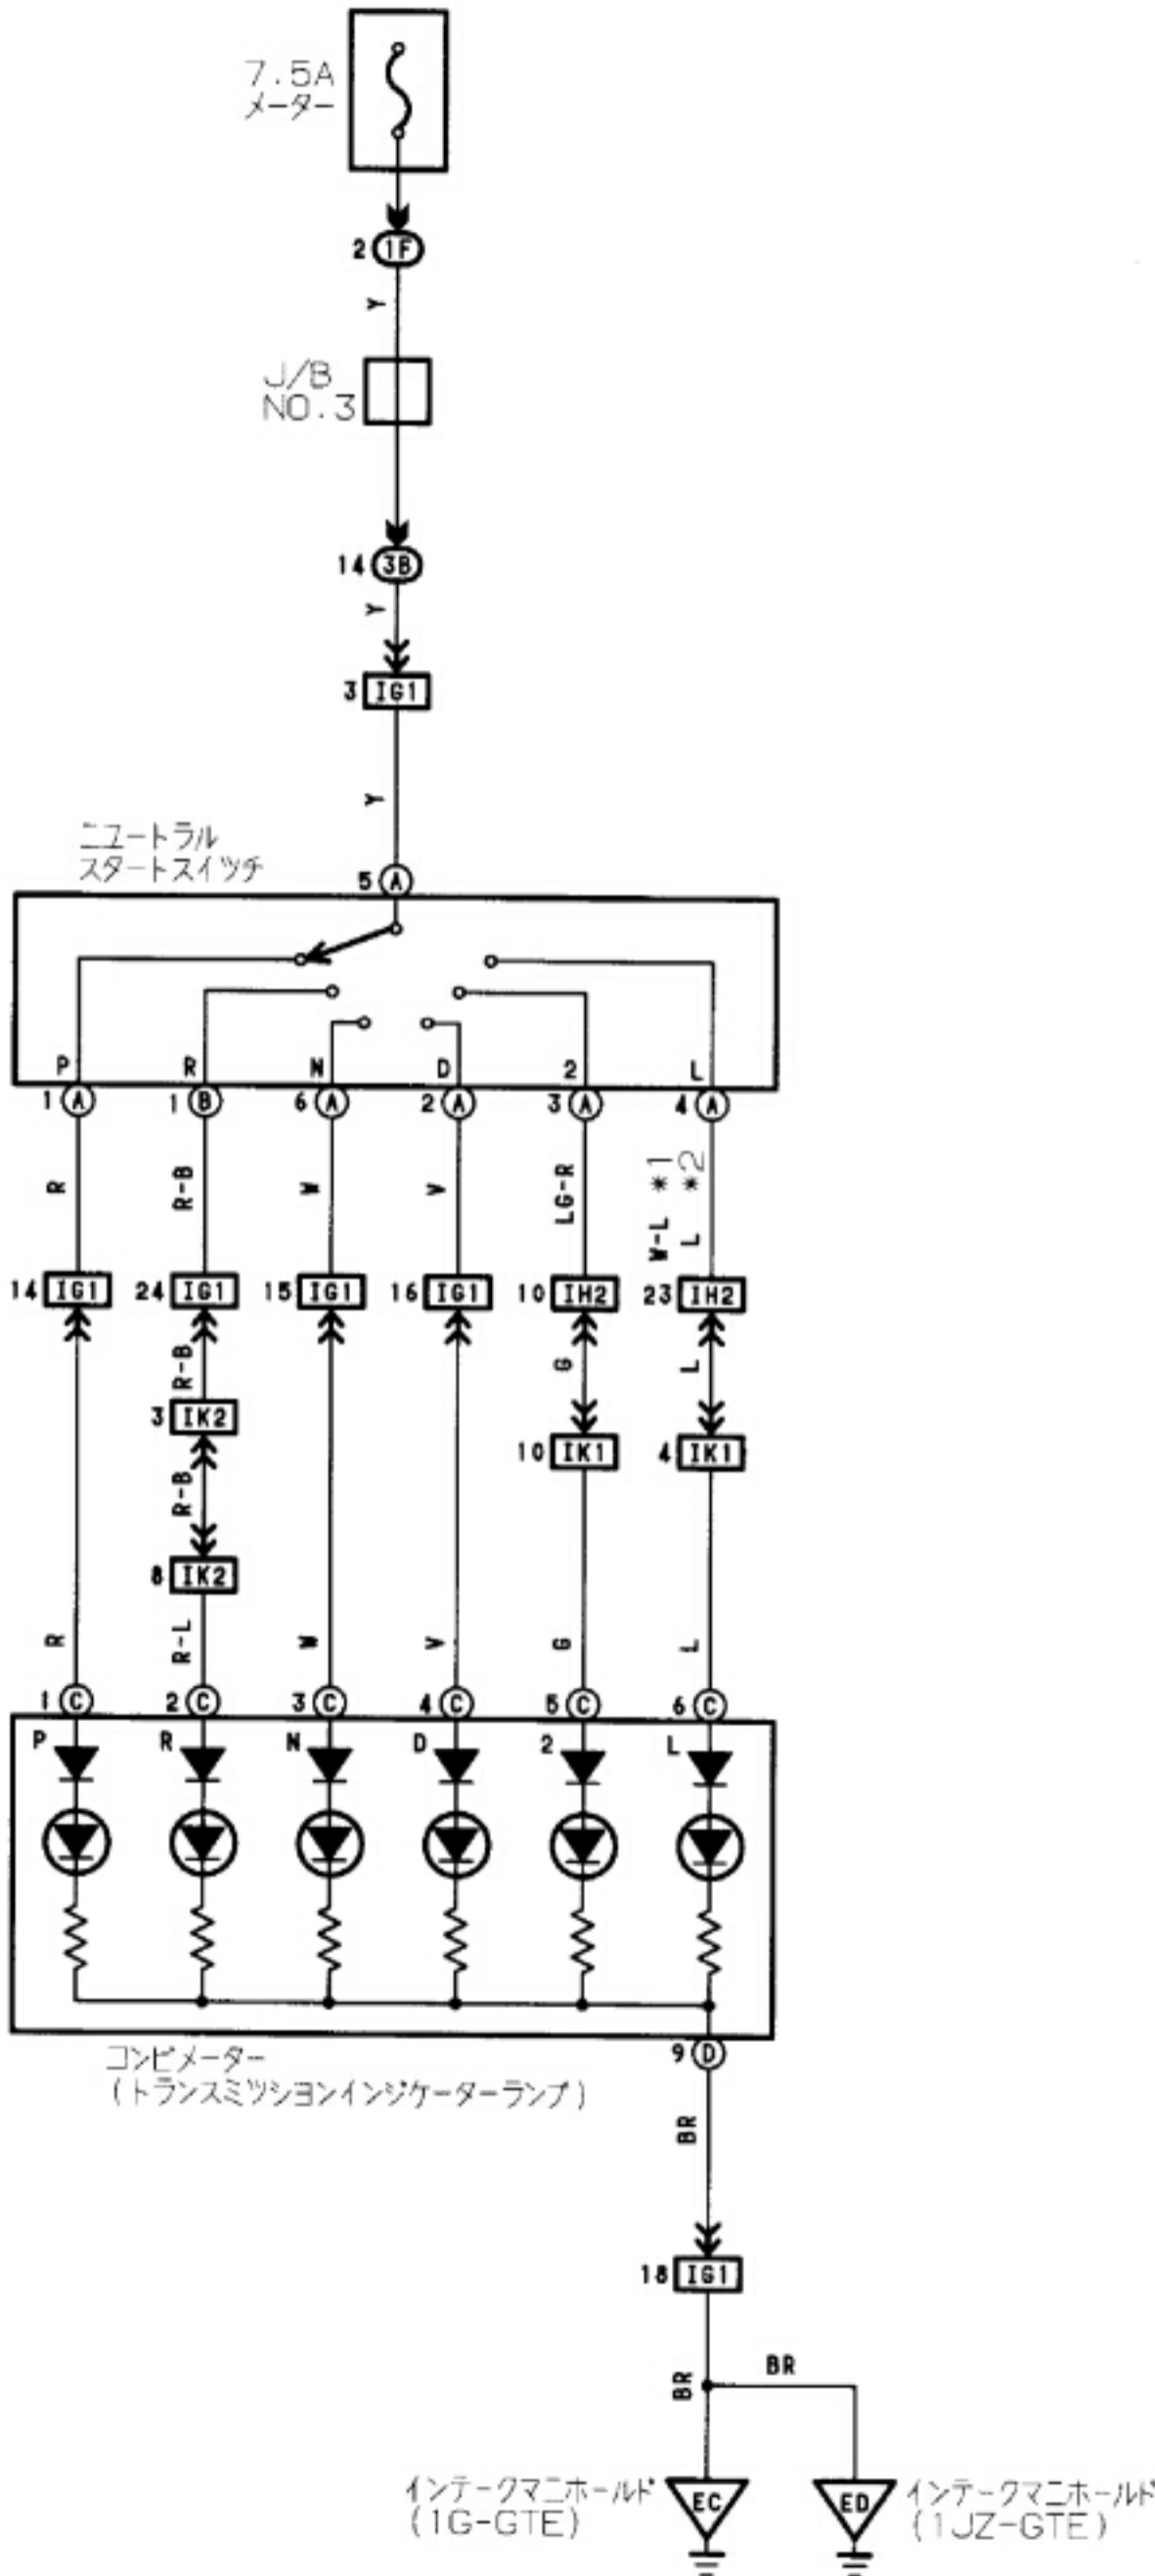 7.5A
メーター
2 1F
Y
J/B
NO.3
14 3B
Y
3 IG1
Y
ニュートラル
スタートスイッチ
5 A
P R N D 2 L
1 A 1 B 6 A 2 A 3 A 4 A
R R-B W V LG-R W-L *1
L *2
14 IG1 24 IG1 15 IG1 16 IG1 10 IH2 23 IH2
R-B G L
3 IK2 10 IK1 4 IK1
R-B
8 IK2
R R-L W V G L
1 C 2 C 3 C 4 C 5 C 6 C
P R N D 2 L
9 D
コンビメーター
(トランスミッションインジケーターランプ)
BR
18 IG1
BR BR
インテークマニホールド
(1G-GTE)
EC ED
インテークマニホールド
(1JZ-GTE)